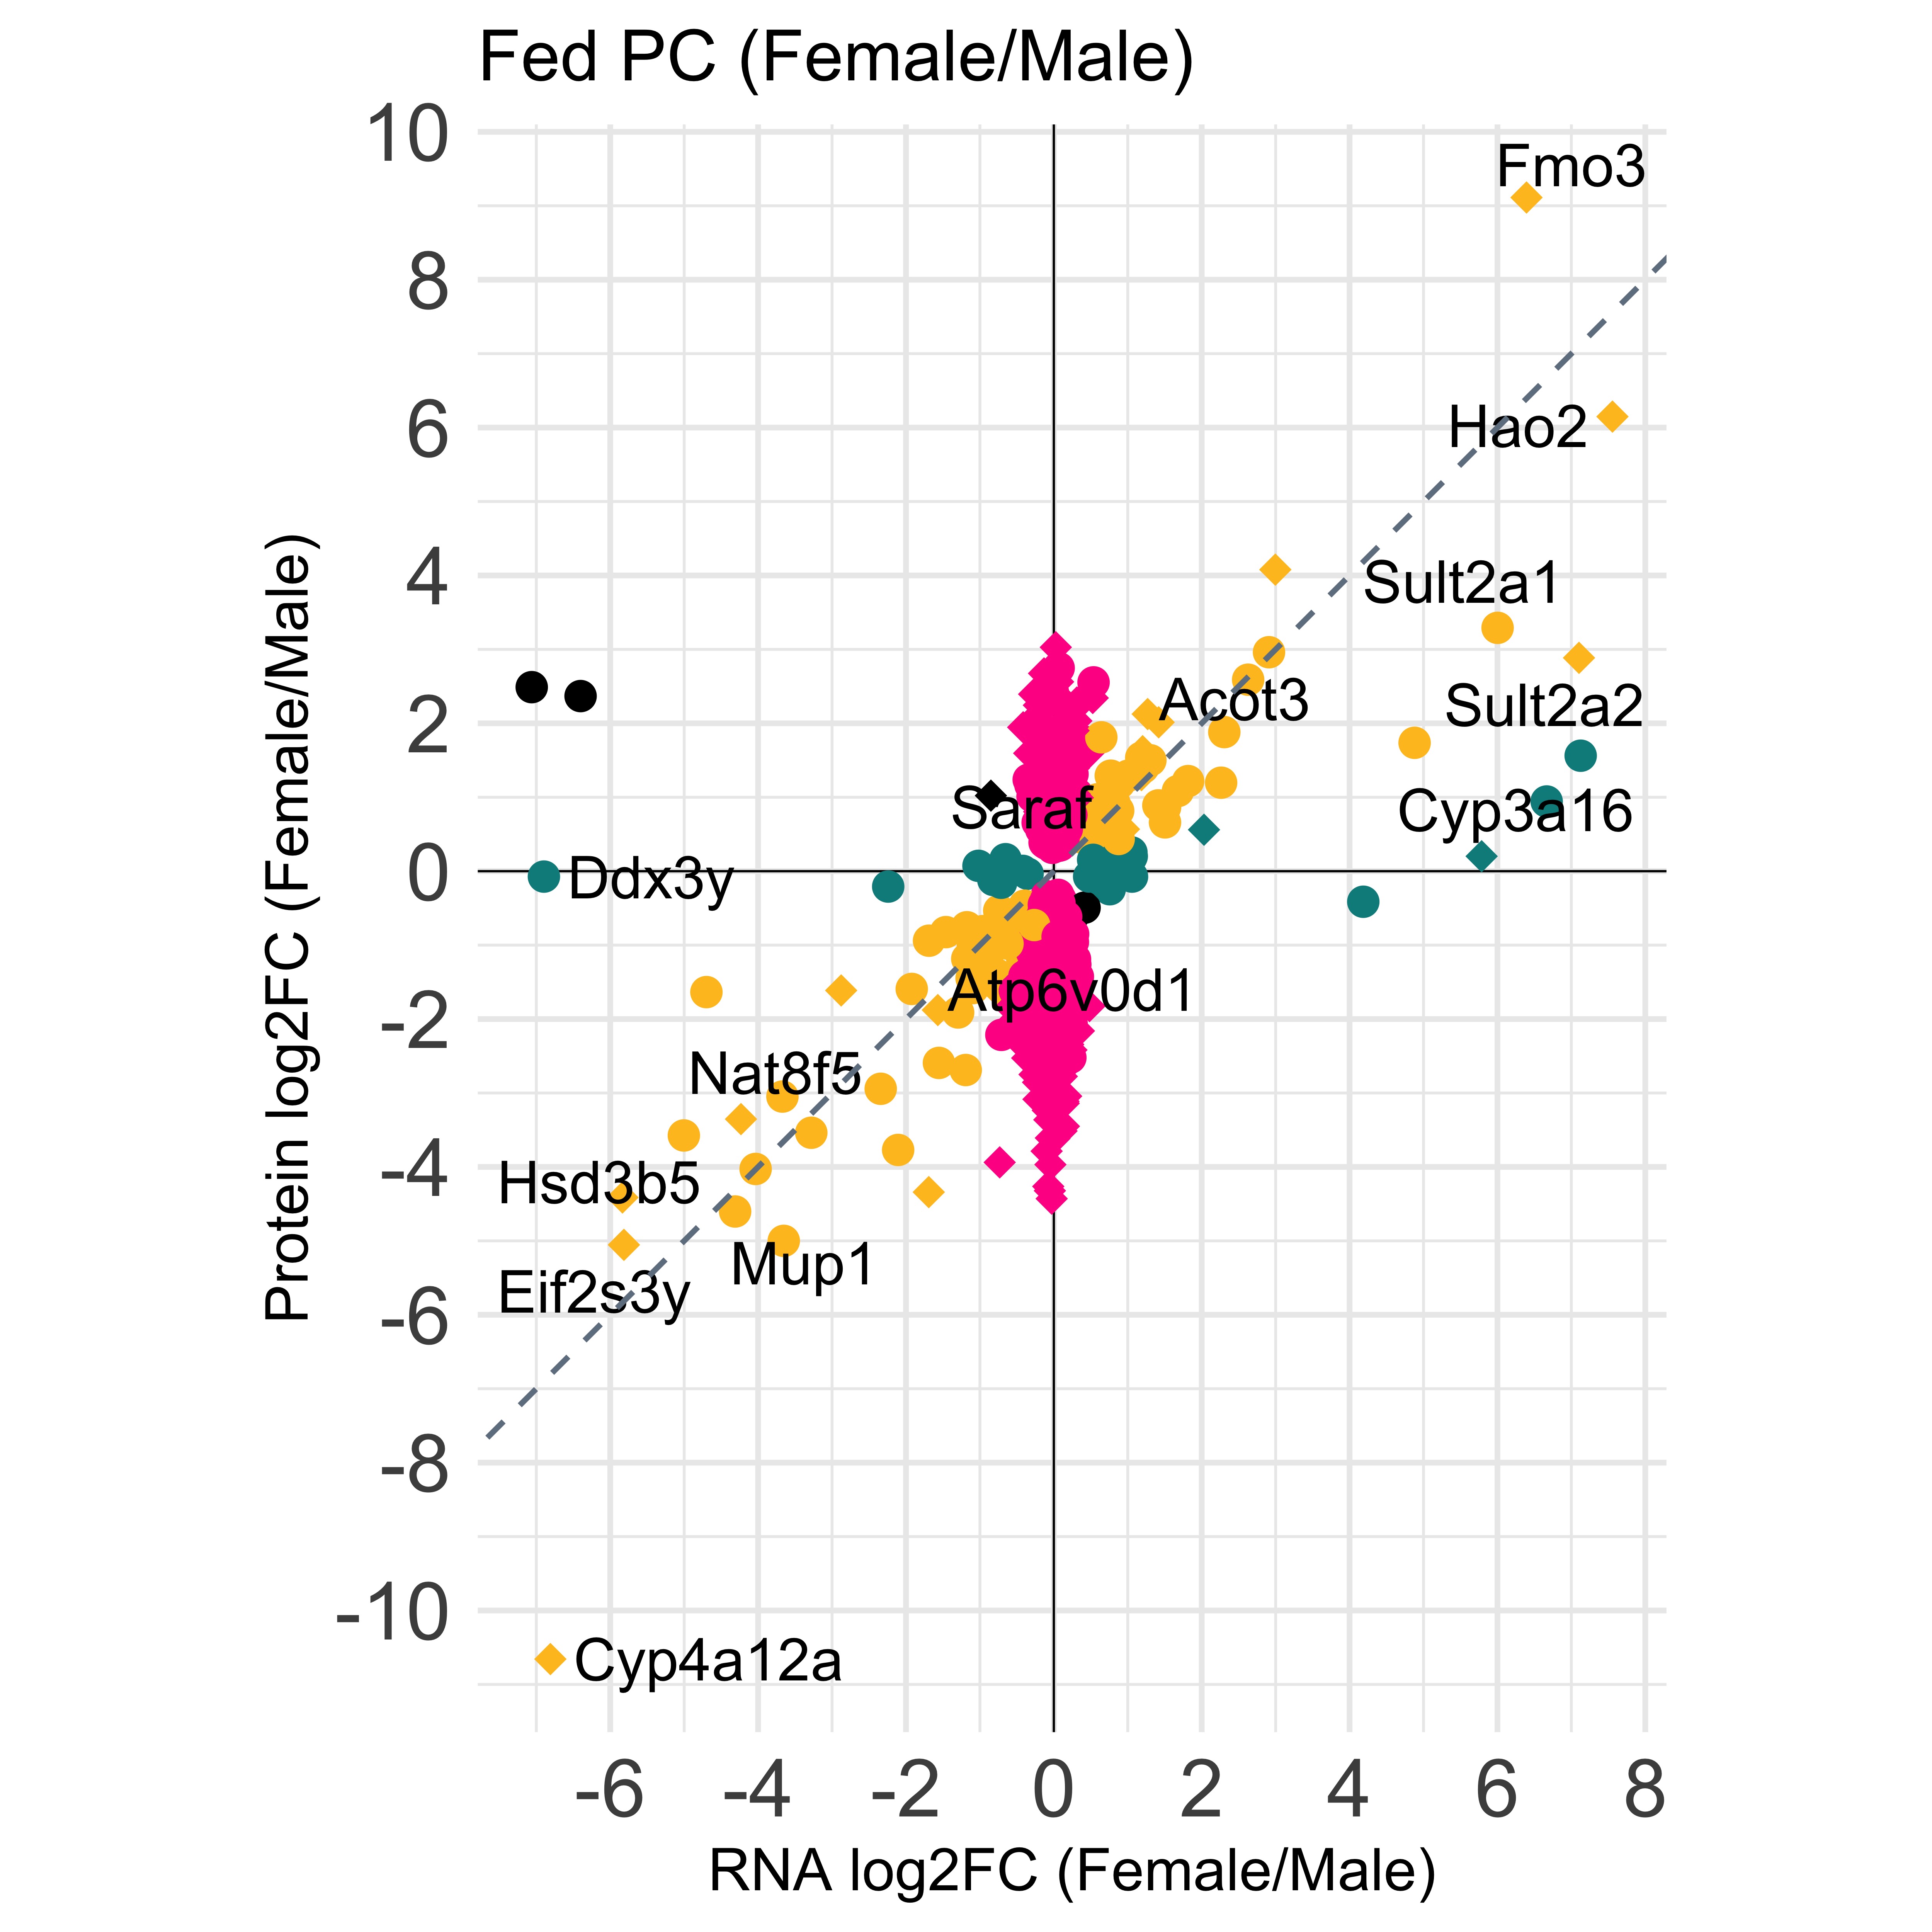 Fed PC (Female/Male)
10
8
6
4
2
0
-2
-4
-6
-8
-10
Protein log2FC (Female/Male)
Fmo3
Hao2
Sult2a1
Acot3
Sult2a2
Saraf
Cyp3a16
Ddx3y
Atp6v0d1
Nat8f5
Hsd3b5
Mup1
Eif2s3y
Cyp4a12a
-6 -4 -2 0 2 4 6 8
RNA log2FC (Female/Male)